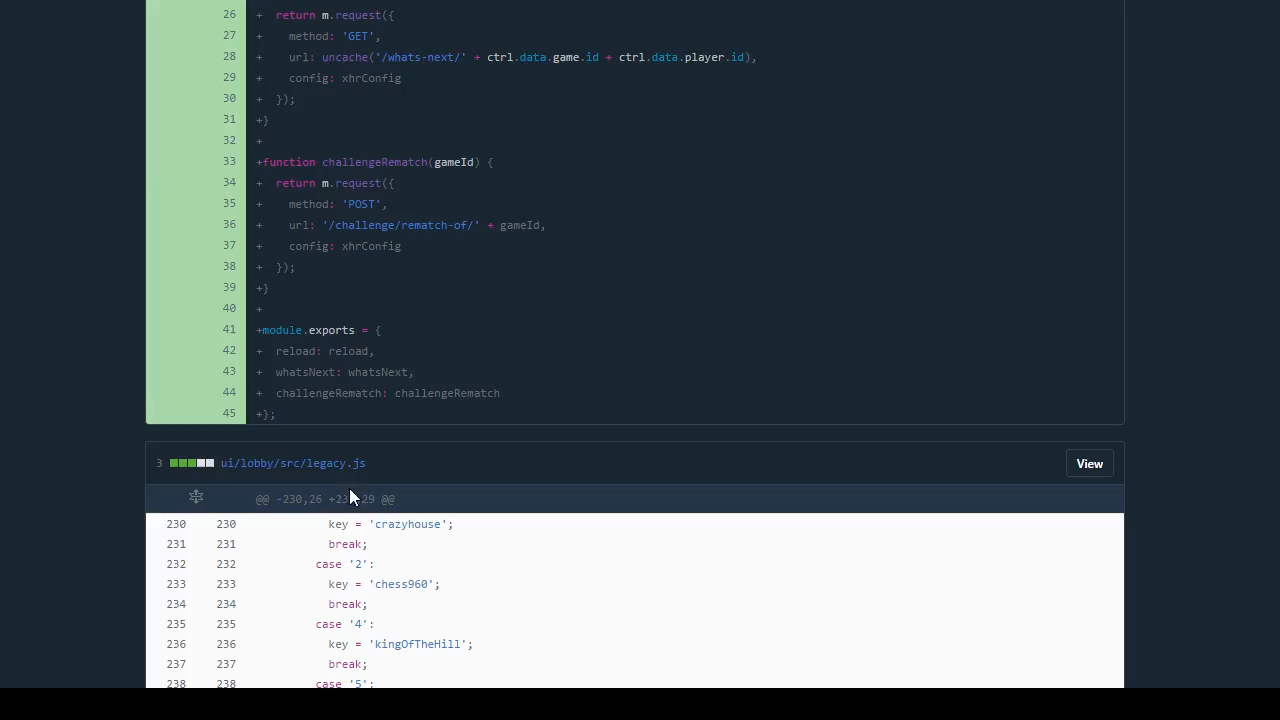 26 + return m.request({
27 + method: 'GET',
28 + url: uncache('/whats-next/' + ctrl.data.game.id + ctrl.data.player.id),
29 + config: xhrConfig
30 + });
31 +}
32 +
33 +function challengeRematch(gameId) {
34 + return m.request({
35 + method: 'POST',
36 + url: '/challenge/rematch-of/' + gameId,
37 + config: xhrConfig
38 + });
39 +}
40 +
41 +module.exports = {
42 + reload: reload,
43 + whatsNext: whatsNext,
44 + challengeRematch: challengeRematch
45 +};
3 ui/lobby/src/legacy.js View
@@ -230,26 29 @@
230 230 key = 'crazyhouse';
231 231 break;
232 232 case '2':
233 233 key = 'chess960';
234 234 break;
235 235 case '4':
236 236 key = 'kingOfTheHill';
237 237 break;
238 238 case '5':